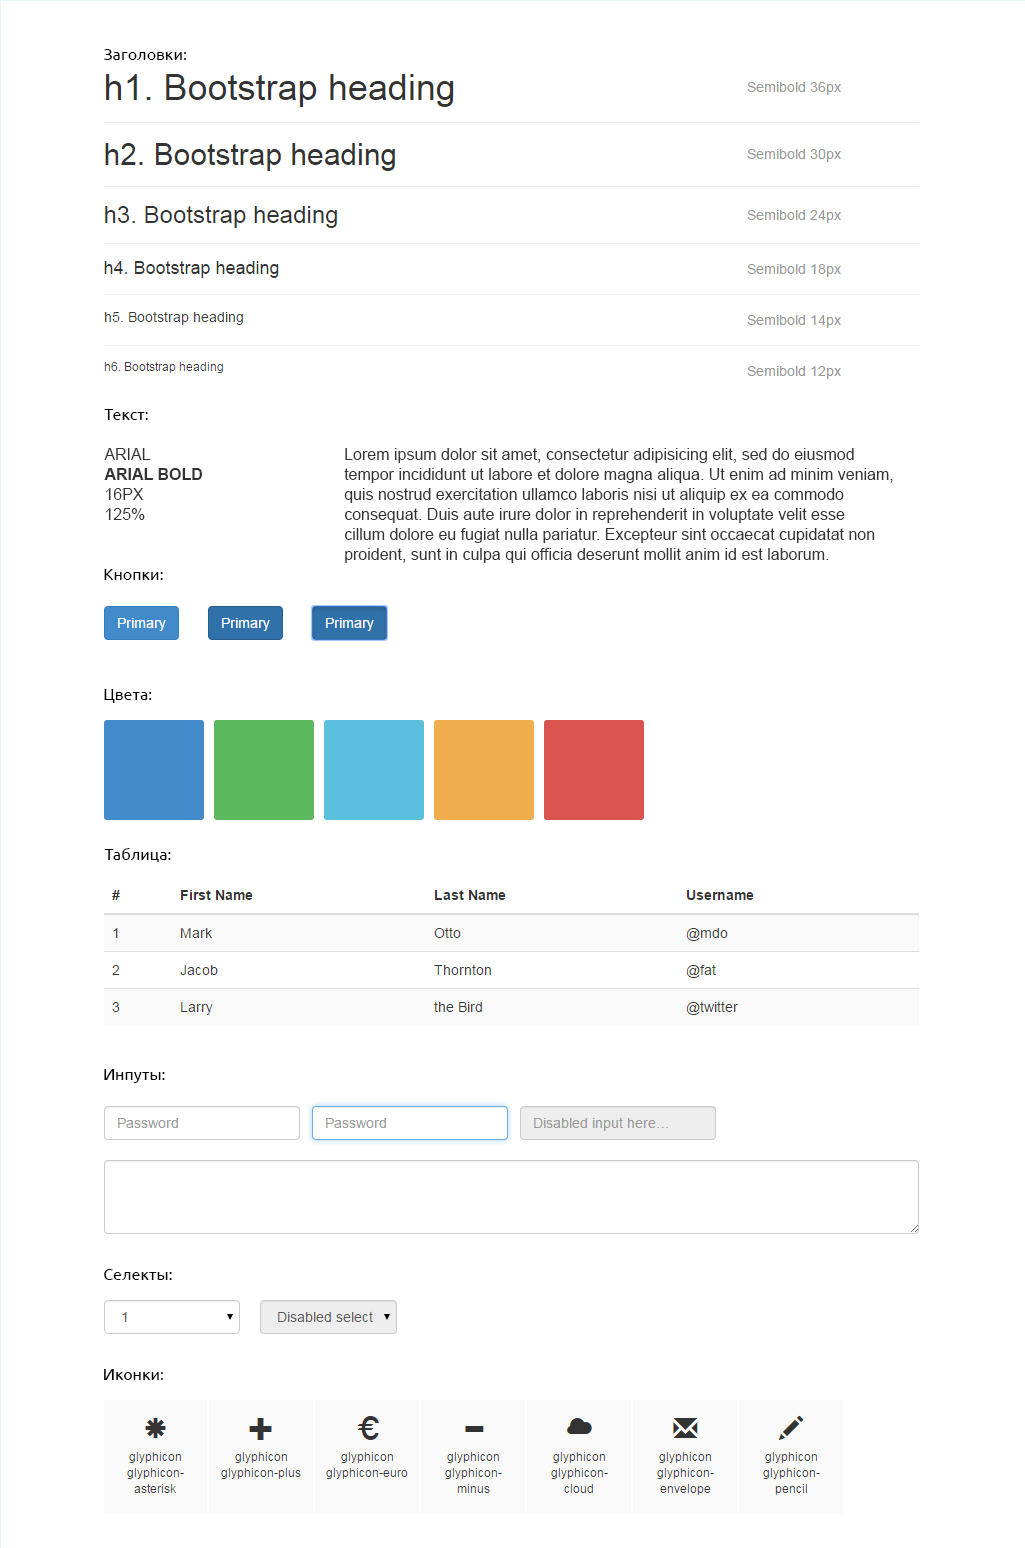 Заголовки:
h1. Bootstrap heading
Semibold 36px
h2. Bootstrap heading
Semibold 30px
h3. Bootstrap heading
Semibold 24px
h4. Bootstrap heading
Semibold 18px
h5. Bootstrap heading
Semibold 14px
h6. Bootstrap heading
Semibold 12px
Текст:
ARIAL
ARIAL BOLD
16PX
125%
Lorem ipsum dolor sit amet, consectetur adipisicing elit, sed do eiusmod
tempor incididunt ut labore et dolore magna aliqua. Ut enim ad minim veniam,
quis nostrud exercitation ullamco laboris nisi ut aliquip ex ea commodo
consequat. Duis aute irure dolor in reprehenderit in voluptate velit esse
cillum dolore eu fugiat nulla pariatur. Excepteur sint occaecat cupidatat non
proident, sunt in culpa qui officia deserunt mollit anim id est laborum.
Кнопки:
Primary Primary Primary
Цвета:
Таблица:
# First Name Last Name Username
1 Mark Otto @mdo
2 Jacob Thornton @fat
3 Larry the Bird @twitter
Инпуты:
Password Password Disabled input here...
Селекты:
1 Disabled select
Иконки:
glyphicon
glyphicon-
asterisk
glyphicon
glyphicon-plus
glyphicon
glyphicon-euro
glyphicon
glyphicon-
minus
glyphicon
glyphicon-
cloud
glyphicon
glyphicon-
envelope
glyphicon
glyphicon-
pencil